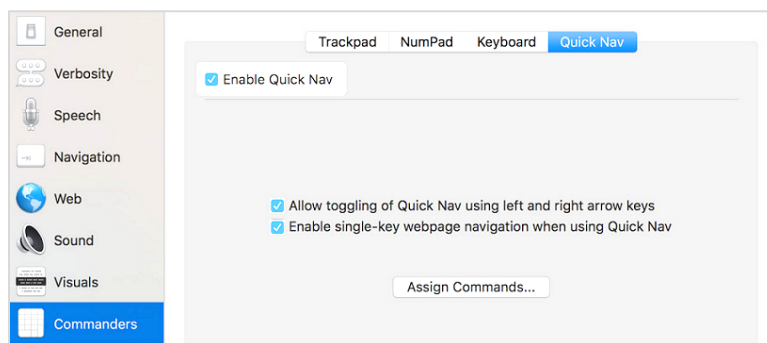 General
Verbosity
Speech
Navigation
Web
Sound
Visuals
Commanders
Trackpad NumPad Keyboard Quick Nav
Enable Quick Nav
Allow toggling of Quick Nav using left and right arrow keys
Enable single-key webpage navigation when using Quick Nav
Assign Commands...